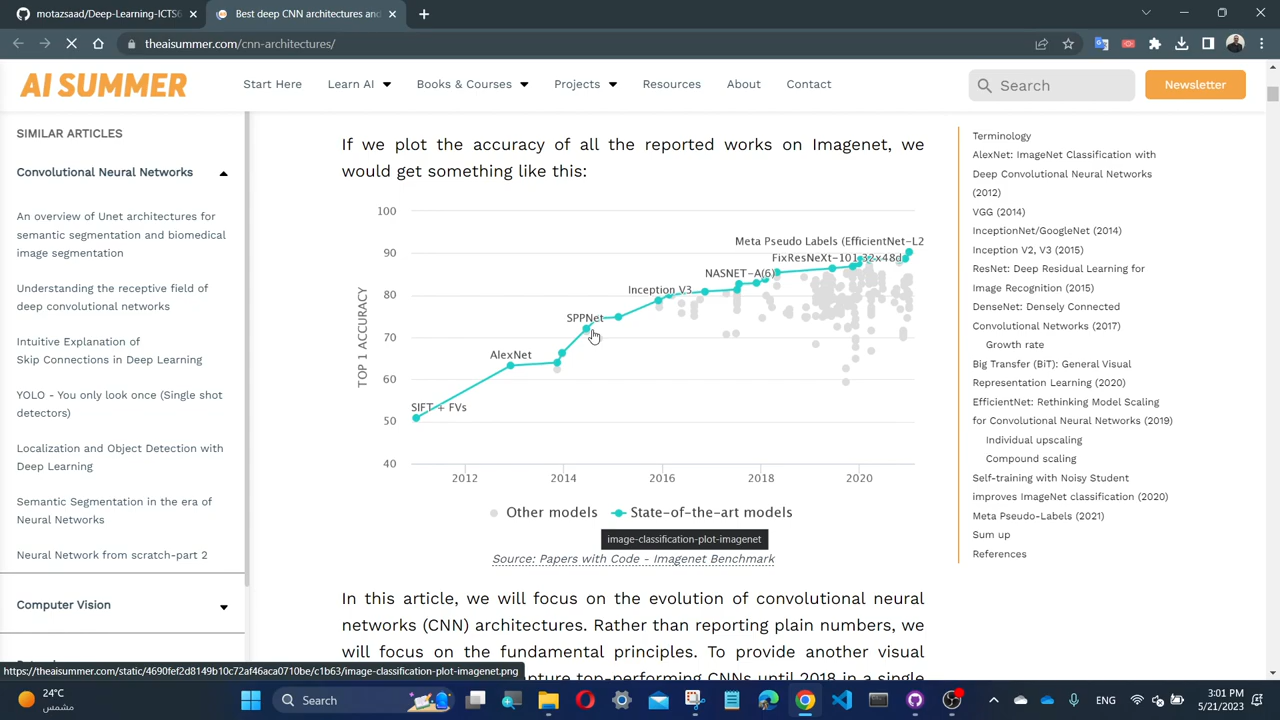 motazsaad/Deep-Learning-ICTS6
Best deep CNN architectures and
theaisummer.com/cnn-architectures/
AI SUMMER
Start Here
Learn AI
Books & Courses
Projects
Resources
About
Contact
Search
Newsletter
SIMILAR ARTICLES
Convolutional Neural Networks
An overview of Unet architectures for
semantic segmentation and biomedical
image segmentation
Understanding the receptive field of
deep convolutional networks
Intuitive Explanation of
Skip Connections in Deep Learning
YOLO - You only look once (Single shot
detectors)
Localization and Object Detection with
Deep Learning
Semantic Segmentation in the era of
Neural Networks
Neural Network from scratch-part 2
Computer Vision
If we plot the accuracy of all the reported works on Imagenet, we
would get something like this:
TOP 1 ACCURACY
100
90
80
70
60
50
40
2012
2014
2016
2018
2020
SIFT + FVs
AlexNet
SPPNet
Inception V3
NASNET-A(6)
FixResNeXt-101 32x48d
Meta Pseudo Labels (EfficientNet-L2
Other models
State-of-the-art models
image-classification-plot-imagenet
Source: Papers with Code - Imagenet Benchmark
In this article, we will focus on the evolution of convolutional neural
networks (CNN) architectures. Rather than reporting plain numbers, we
will focus on the fundamental principles. To provide another visual
capture top-performing CNNs until 2018 in a single
Terminology
AlexNet: ImageNet Classification with
Deep Convolutional Neural Networks
(2012)
VGG (2014)
InceptionNet/GoogleNet (2014)
Inception V2, V3 (2015)
ResNet: Deep Residual Learning for
Image Recognition (2015)
DenseNet: Densely Connected
Convolutional Networks (2017)
Growth rate
Big Transfer (BiT): General Visual
Representation Learning (2020)
EfficientNet: Rethinking Model Scaling
for Convolutional Neural Networks (2019)
Individual upscaling
Compound scaling
Self-training with Noisy Student
improves ImageNet classification (2020)
Meta Pseudo-Labels (2021)
Sum up
References
https://theaisummer.com/static/4690fef2d8149b10c72af46aca0710be/c1b63/image-classification-plot-imagenet.png
24°C
مشمس
Search
ENG
3:01 PM
5/21/2023